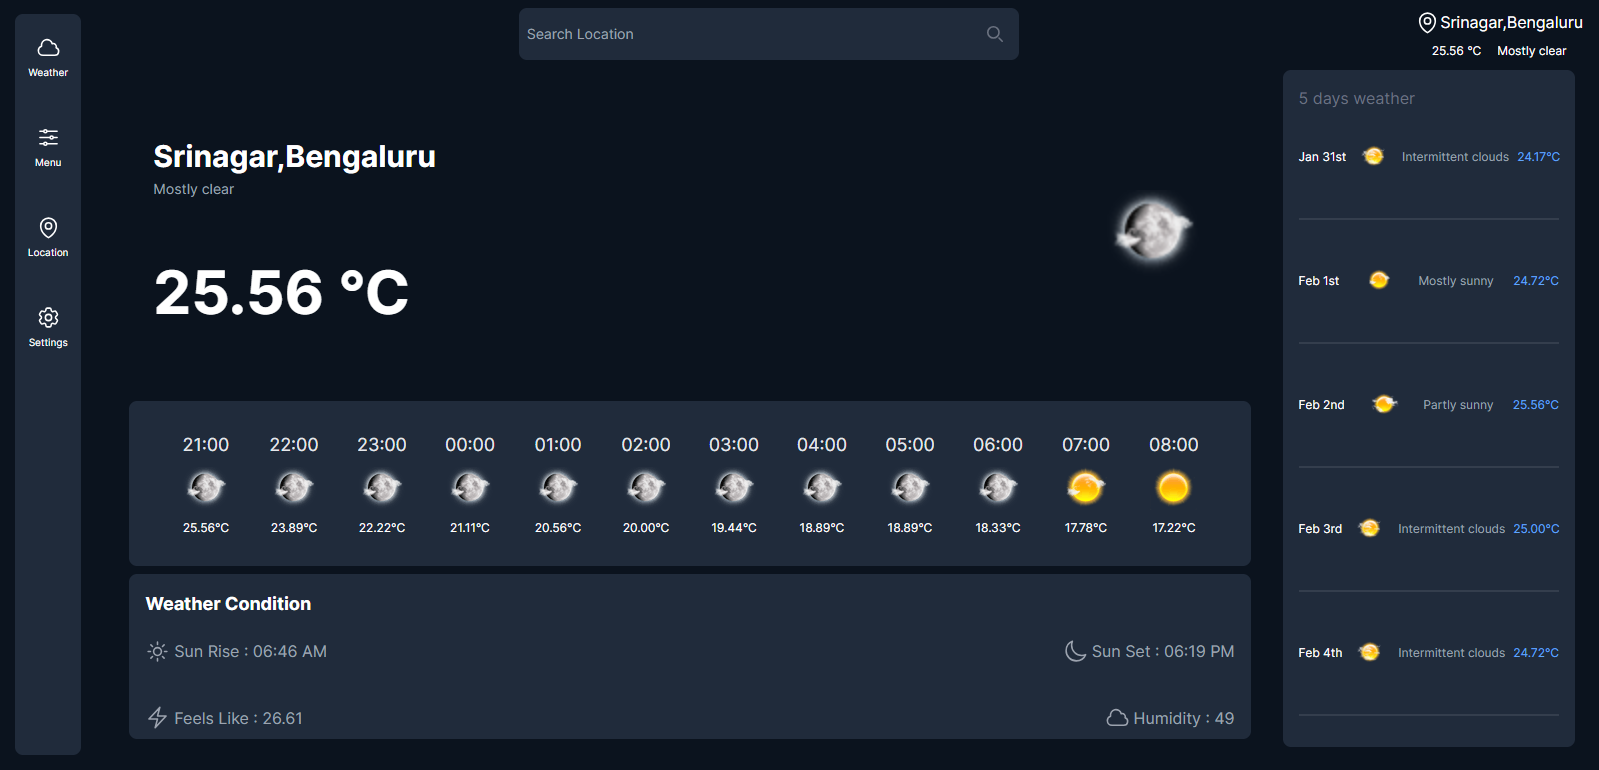 Weather
Menu
Location
Settings
Search Location
Srinagar,Bengaluru
25.56 °C Mostly clear
Srinagar,Bengaluru
Mostly clear
25.56 °C
21:00 22:00 23:00 00:00 01:00 02:00 03:00 04:00 05:00 06:00 07:00 08:00
25.56°C 23.89°C 22.22°C 21.11°C 20.56°C 20.00°C 19.44°C 18.89°C 18.89°C 18.33°C 17.78°C 17.22°C
Weather Condition
Sun Rise : 06:46 AM Sun Set : 06:19 PM
Feels Like : 26.61 Humidity : 49
5 days weather
Jan 31st Intermittent clouds 24.17°C
Feb 1st Mostly sunny 24.72°C
Feb 2nd Partly sunny 25.56°C
Feb 3rd Intermittent clouds 25.00°C
Feb 4th Intermittent clouds 24.72°C